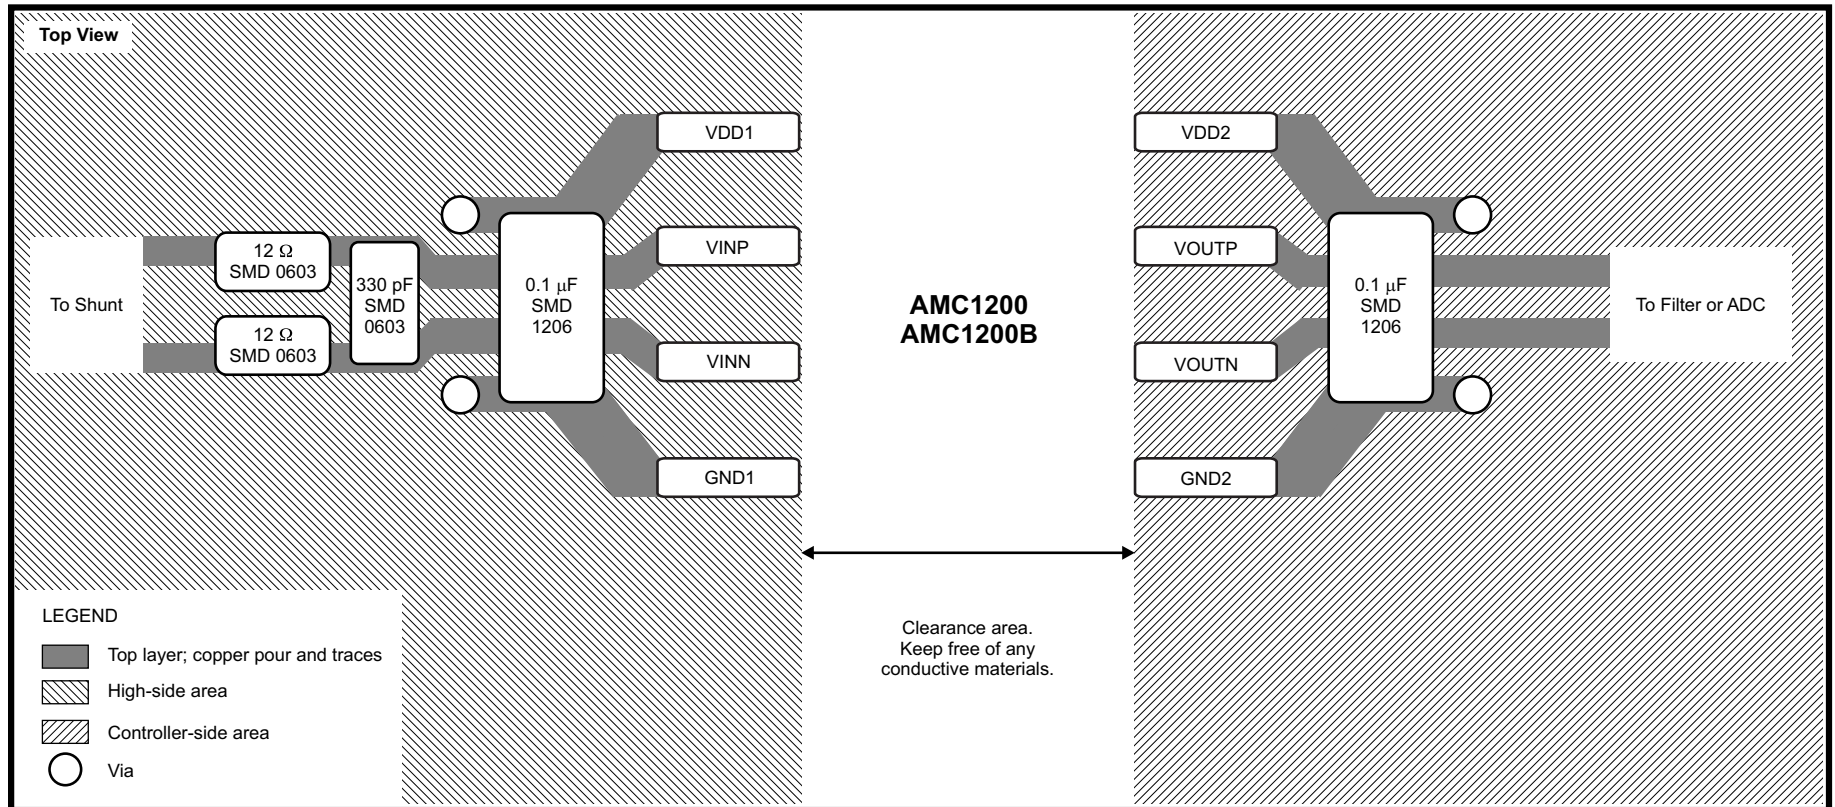 Top View
VDD1
VDD2
VINP
VOUTP
12 Ω
SMD 0603
330 pF
SMD
0603
0.1 μF
SMD
1206
To Shunt
12 Ω
SMD 0603
AMC1200
AMC1200B
0.1 μF
SMD
1206
To Filter or ADC
VINN
VOUTN
GND1
GND2
Clearance area.
Keep free of any
conductive materials.
LEGEND
Top layer; copper pour and traces
High-side area
Controller-side area
Via